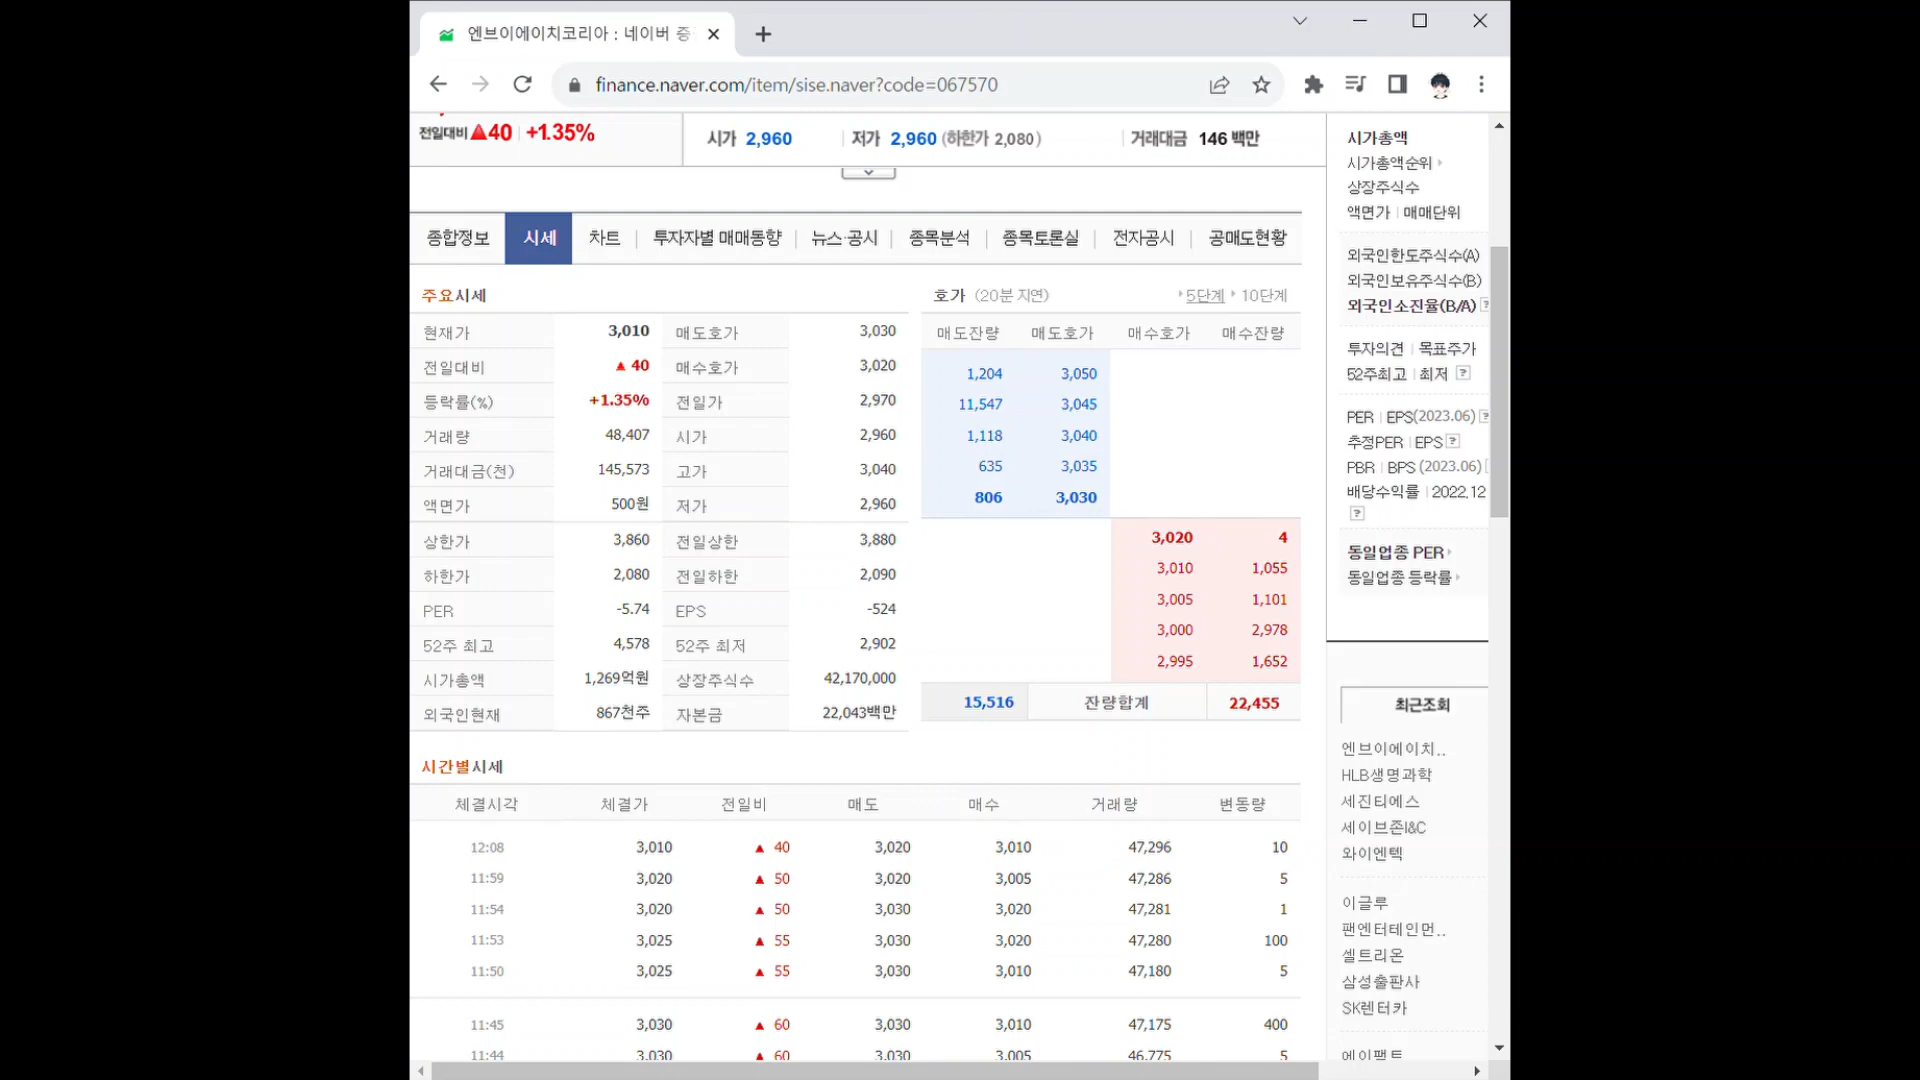 엔브이에이치코리아 : 네이버 증
finance.naver.com/item/sise.naver?code=067570
전일대비 ▲40 | +1.35%
시가 2,960 | 저가 2,960 (하한가 2,080) | 거래대금 146 백만
종합정보 시세 차트 투자자별 매매동향 뉴스·공시 종목분석 종목토론실 전자공시 공매도현황
주요시세
현재가 3,010 매도호가 3,030
전일대비 ▲ 40 매수호가 3,020
등락률(%) +1.35% 전일가 2,970
거래량 48,407 시가 2,960
거래대금(천) 145,573 고가 3,040
액면가 500원 저가 2,960
상한가 3,860 전일상한 3,880
하한가 2,080 전일하한 2,090
PER -5.74 EPS -524
52주 최고 4,578 52주 최저 2,902
시가총액 1,269억원 상장주식수 42,170,000
외국인현재 867천주 자본금 22,043백만
호가 (20분 지연) 5단계 10단계
매도잔량 매도호가 매수호가 매수잔량
1,204 3,050
11,547 3,045
1,118 3,040
635 3,035
806 3,030
3,020 4
3,010 1,055
3,005 1,101
3,000 2,978
2,995 1,652
15,516 잔량합계 22,455
시간별시세
체결시각 체결가 전일비 매도 매수 거래량 변동량
12:08 3,010 ▲ 40 3,020 3,010 47,296 10
11:59 3,020 ▲ 50 3,020 3,005 47,286 5
11:54 3,020 ▲ 50 3,030 3,020 47,281 1
11:53 3,025 ▲ 55 3,030 3,020 47,280 100
11:50 3,025 ▲ 55 3,030 3,010 47,180 5
11:45 3,030 ▲ 60 3,030 3,010 47,175 400
11:44 3,030 ▲ 60 3,030 3,005 46,775 5
시가총액
시가총액순위
상장주식수
액면가 | 매매단위
외국인한도주식수(A)
외국인보유주식수(B)
외국인소진율(B/A) ?
투자의견 | 목표주가
52주최고 | 최저 ?
PER | EPS(2023.06) ?
추정PER | EPS ?
PBR | BPS (2023.06)
배당수익률 | 2022.12
?
동일업종 PER
동일업종 등락률
최근조회
엔브이에이치..
HLB생명과학
세진티에스
세이브존I&C
와이엔텍
이글루
팬엔터테인먼..
셀트리온
삼성출판사
SK렌터카
에이팩트